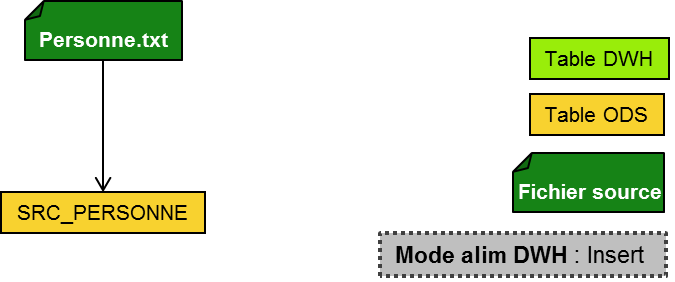 Personne.txt
SRC_PERSONNE
Table DWH
Table ODS
Fichier source
Mode alim DWH : Insert